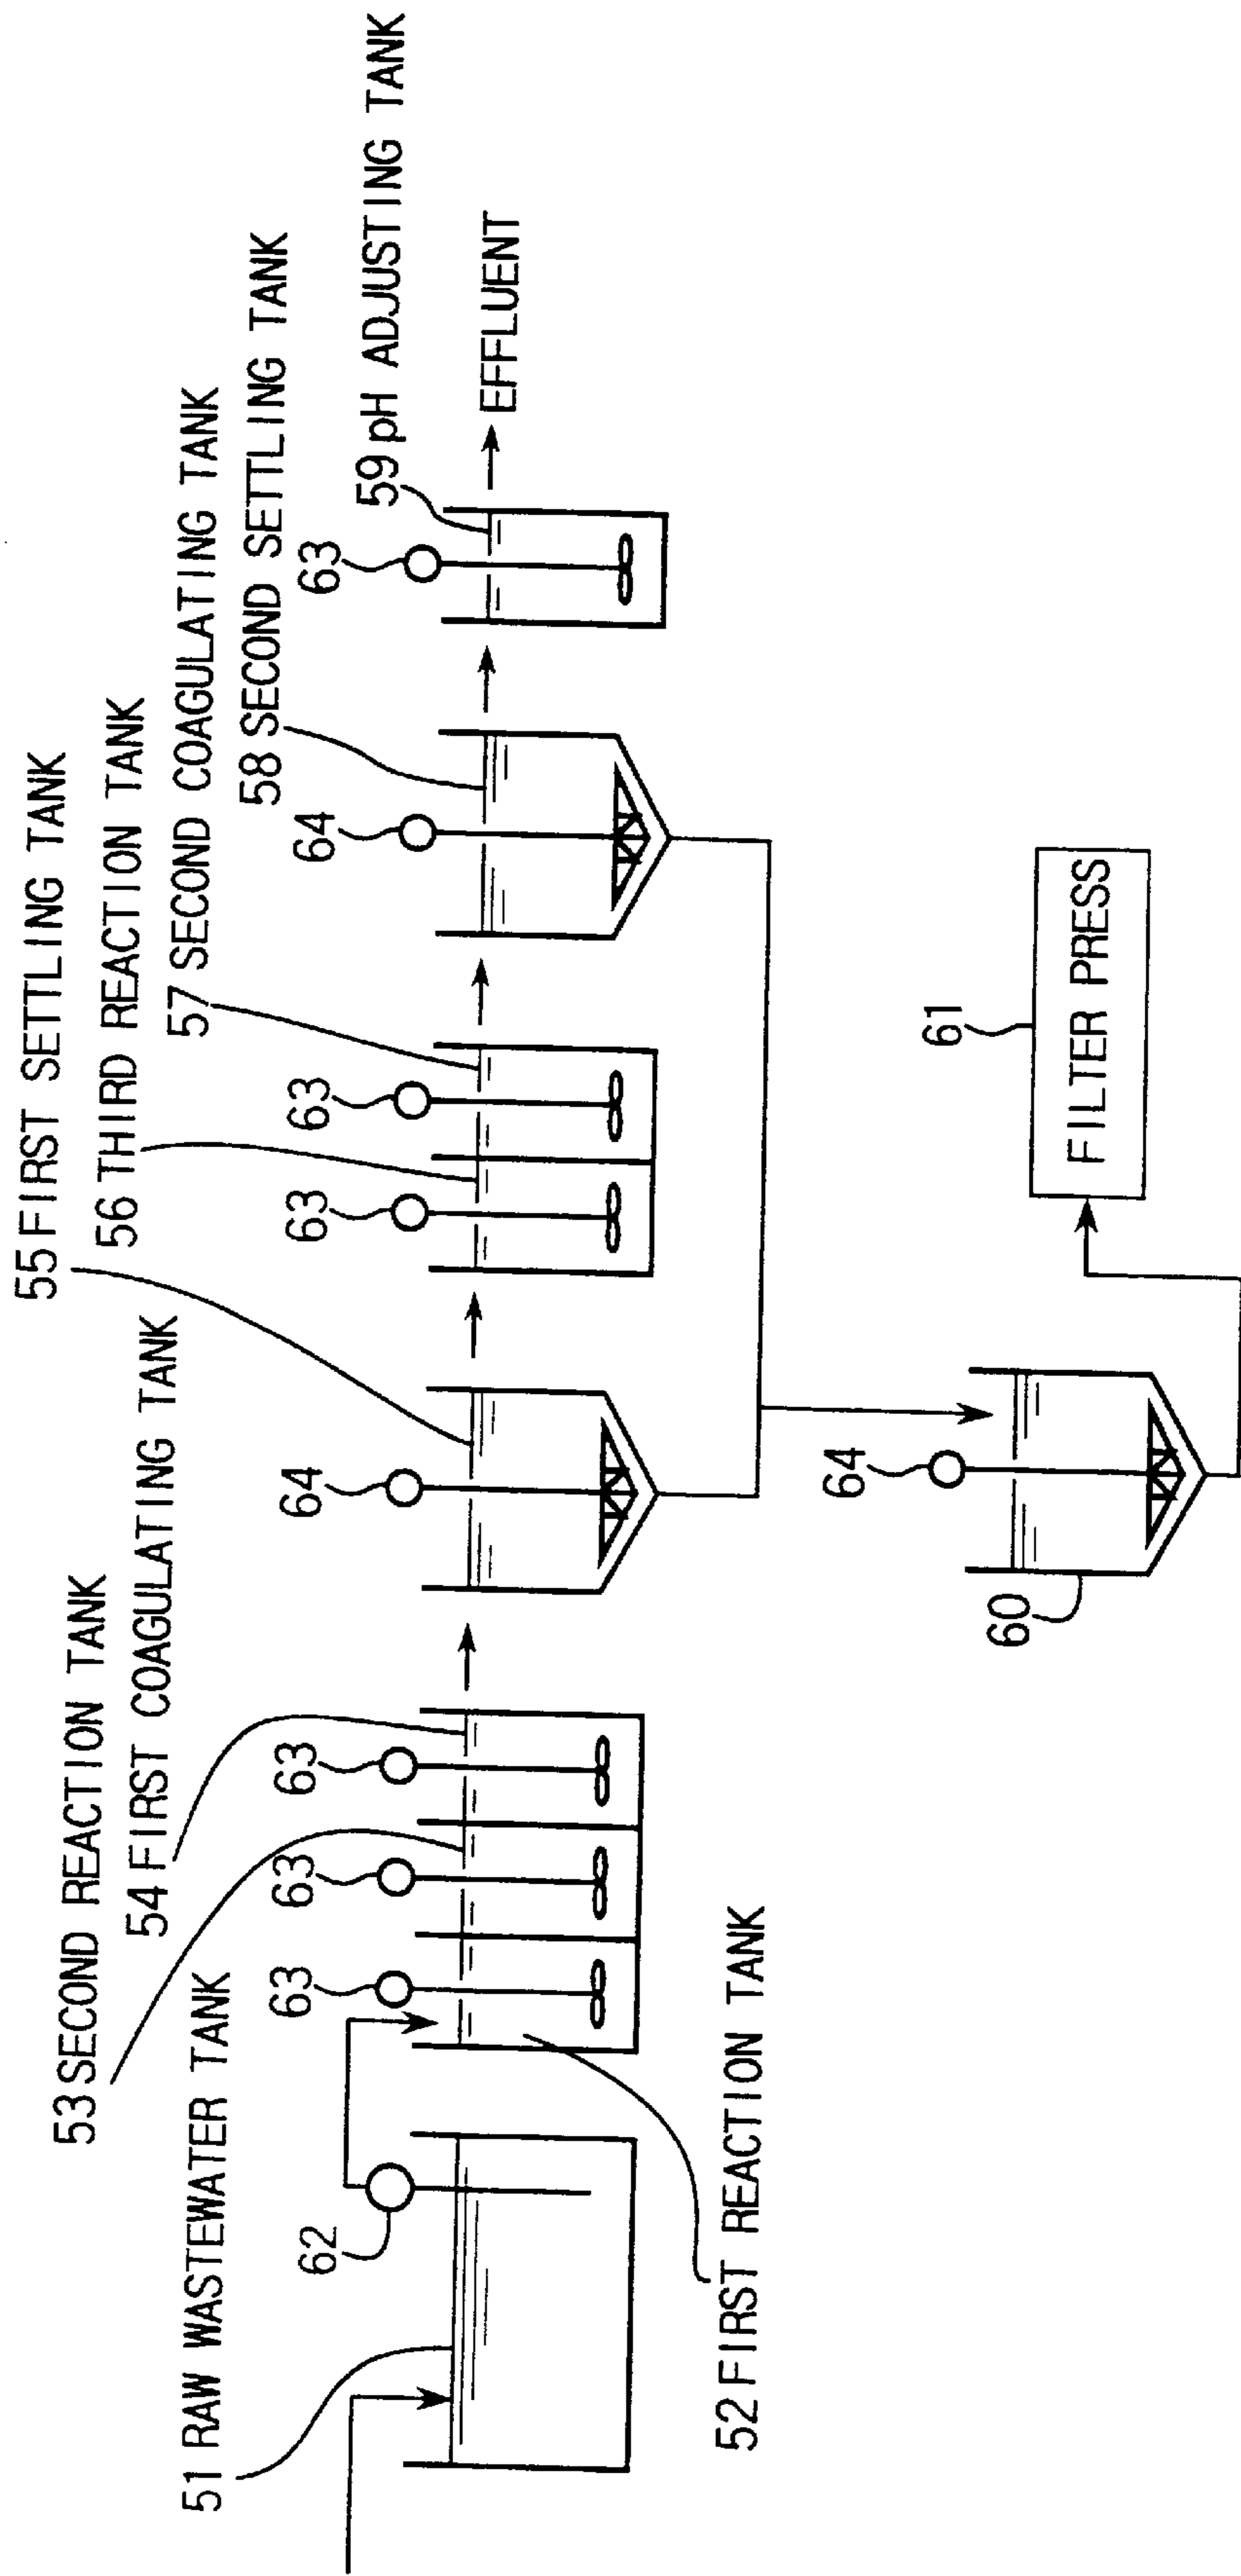 55 FIRST SETTLING TANK
56 THIRD REACTION TANK
57 SECOND COAGULATING TANK
58 SECOND SETTLING TANK
53 SECOND REACTION TANK
54 FIRST COAGULATING TANK
59 pH ADJUSTING TANK
51 RAW WASTEWATER TANK
62
63
63
63
64
63
63
64
63
EFFLUENT
52 FIRST REACTION TANK
64
60
61
FILTER PRESS